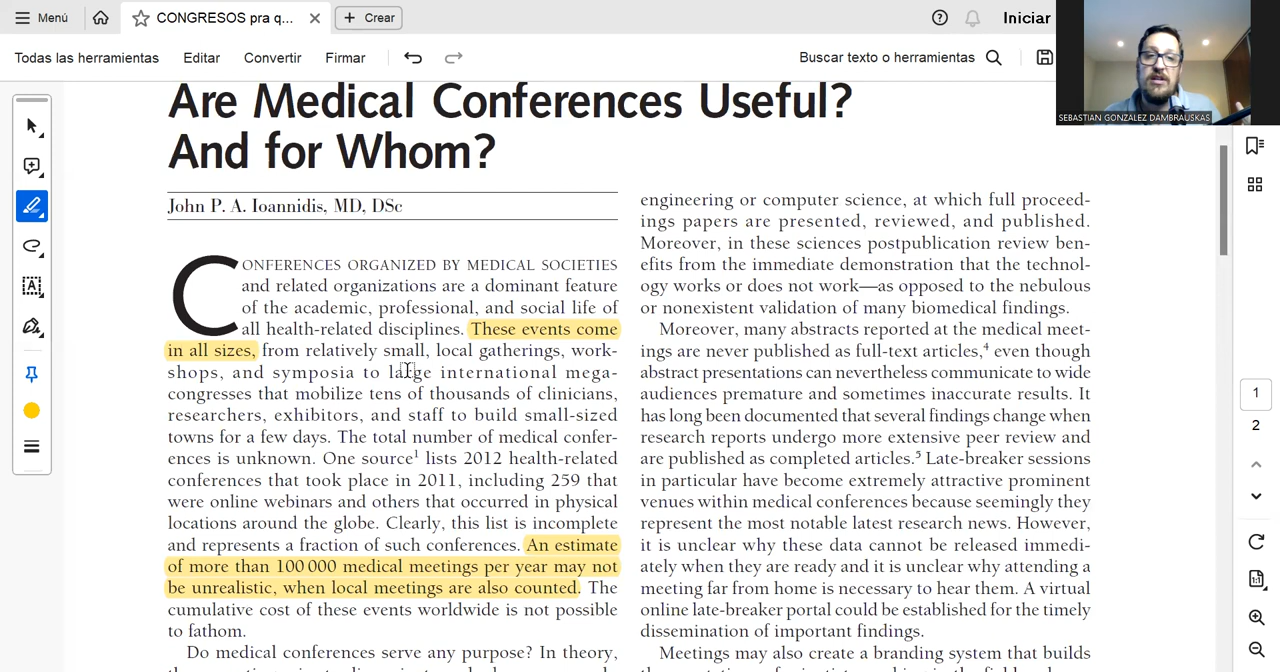 Menú
CONGRESOS pra q...
Crear
Iniciar
Todas las herramientas
Editar
Convertir
Firmar
Buscar texto o herramientas
SEBASTIAN GONZALEZ DAMBRAUSKAS
Are Medical Conferences Useful?
And for Whom?
John P. A. Ioannidis, MD, DSc
CONFERENCES ORGANIZED BY MEDICAL SOCIETIES
and related organizations are a dominant feature
of the academic, professional, and social life of
all health-related disciplines. These events come
in all sizes, from relatively small, local gatherings, work-
shops, and symposia to large international mega-
congresses that mobilize tens of thousands of clinicians,
researchers, exhibitors, and staff to build small-sized
towns for a few days. The total number of medical confer-
ences is unknown. One source¹ lists 2012 health-related
conferences that took place in 2011, including 259 that
were online webinars and others that occurred in physical
locations around the globe. Clearly, this list is incomplete
and represents a fraction of such conferences. An estimate
of more than 100 000 medical meetings per year may not
be unrealistic, when local meetings are also counted. The
cumulative cost of these events worldwide is not possible
to fathom.
Do medical conferences serve any purpose? In theory,
engineering or computer science, at which full proceed-
ings papers are presented, reviewed, and published.
Moreover, in these sciences postpublication review ben-
efits from the immediate demonstration that the technol-
ogy works or does not work—as opposed to the nebulous
or nonexistent validation of many biomedical findings.
Moreover, many abstracts reported at the medical meet-
ings are never published as full-text articles,⁴ even though
abstract presentations can nevertheless communicate to wide
audiences premature and sometimes inaccurate results. It
has long been documented that several findings change when
research reports undergo more extensive peer review and
are published as completed articles.⁵ Late-breaker sessions
in particular have become extremely attractive prominent
venues within medical conferences because seemingly they
represent the most notable latest research news. However,
it is unclear why these data cannot be released immedi-
ately when they are ready and it is unclear why attending a
meeting far from home is necessary to hear them. A virtual
online late-breaker portal could be established for the timely
dissemination of important findings.
Meetings may also create a branding system that builds
1
2